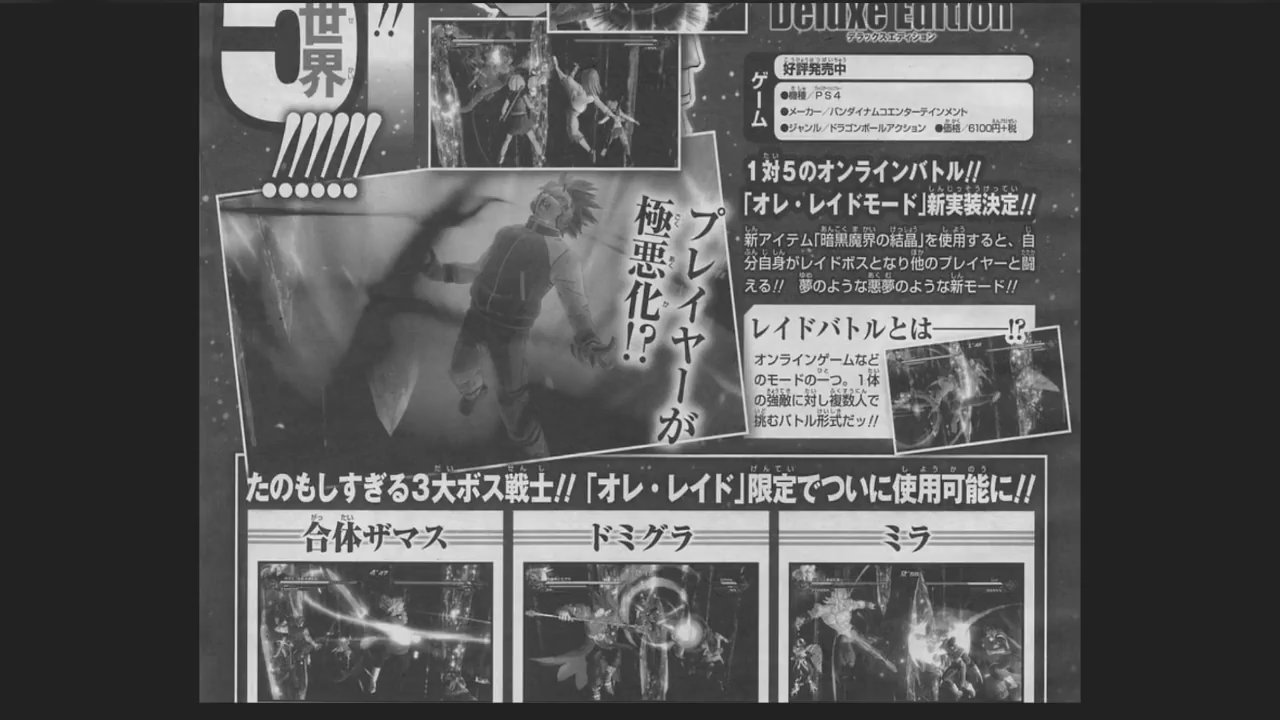 5
世界!!
!!!!!!
Deluxe Edition
デラックスエディション
ゲーム
好評発売中
●機種/PS4
●メーカー/バンダイナムコエンターテインメント
●ジャンル/ドラゴンボールアクション ●価格/6100円+税
1対5のオンラインバトル!!
「オレ・レイドモード」新実装決定!!
新アイテム「暗黒魔界の結晶」を使用すると、自
分自身がレイドボスとなり他のプレイヤーと闘
える!! 夢のような悪夢のような新モード!!
プレイヤーが
極悪化!?
レイドバトルとは――!?
オンラインゲームなど
のモードの一つ。1体
の強敵に対し複数人で
挑むバトル形式だッ!!
たのもしすぎる3大ボス戦士!!「オレ・レイド」限定でついに使用可能に!!
合体ザマス
ドミグラ
ミラ